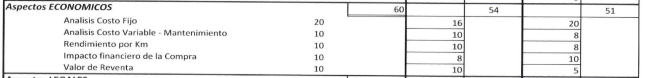 Aspectos ECONOMICOS 60 54 51
Analisis Costo Fijo 20 16 20
Analisis Costo Variable - Mantenimiento 10 10 8
Rendimiento por Km 10 10 8
Impacto financiero de la Compra 10 8 10
Valor de Reventa 10 10 5